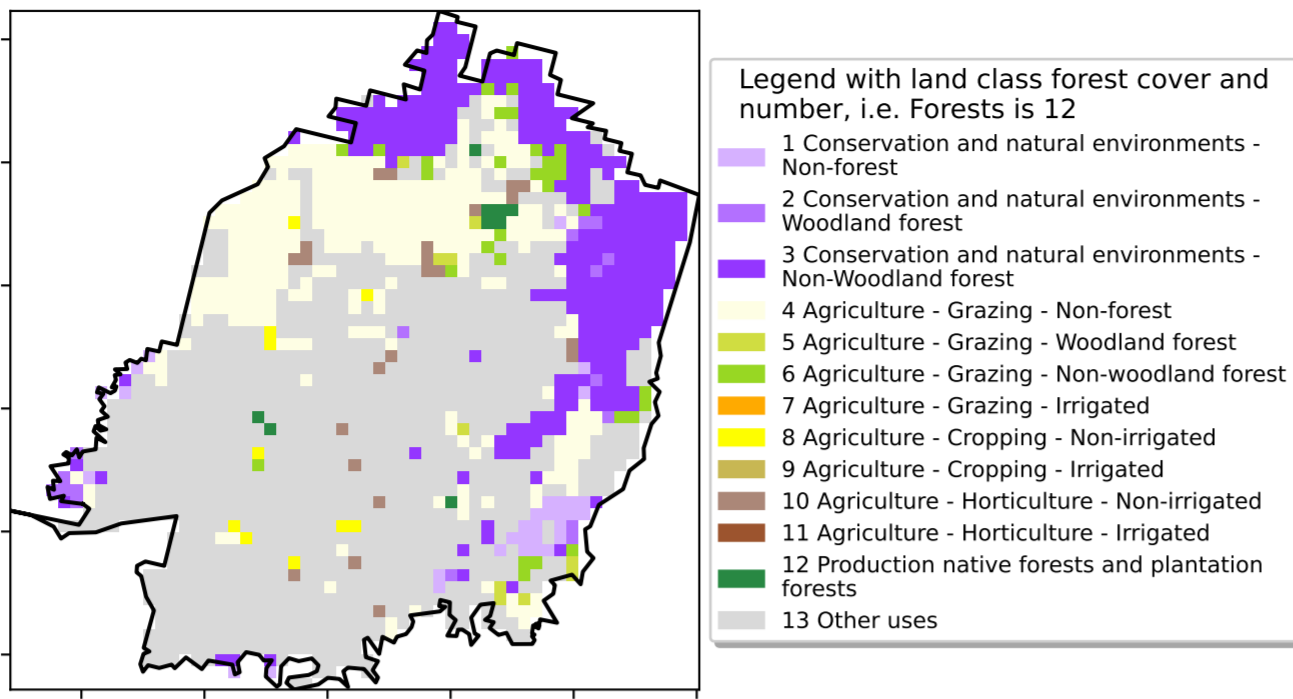 Legend with land class forest cover and
number, i.e. Forests is 12
1 Conservation and natural environments -
Non-forest
2 Conservation and natural environments -
Woodland forest
3 Conservation and natural environments -
Non-Woodland forest
4 Agriculture - Grazing - Non-forest
5 Agriculture - Grazing - Woodland forest
6 Agriculture - Grazing - Non-woodland forest
7 Agriculture - Grazing - Irrigated
8 Agriculture - Cropping - Non-irrigated
9 Agriculture - Cropping - Irrigated
10 Agriculture - Horticulture - Non-irrigated
11 Agriculture - Horticulture - Irrigated
12 Production native forests and plantation
forests
13 Other uses